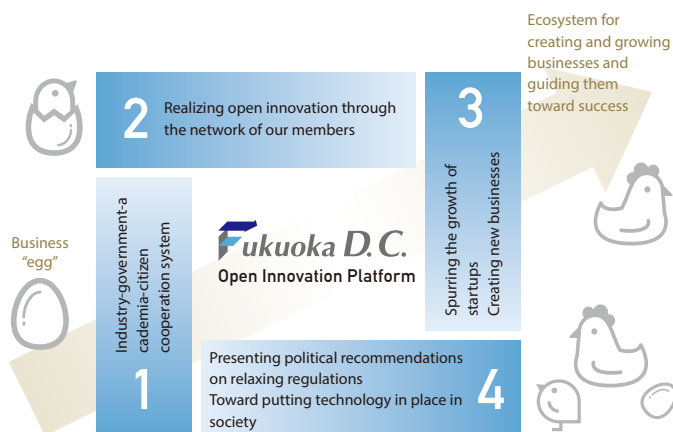 Ecosystem for
creating and growing
businesses and
guiding them
toward success
2
Realizing open innovation through
the network of our members
3
Spurring the growth of
startups
Creating new businesses
Business
“egg”
1
Industry-government-a
cademia-citizen
cooperation system
Fukuoka D.C.
Open Innovation Platform
Presenting political recommendations
on relaxing regulations
Toward putting technology in place in
society
4